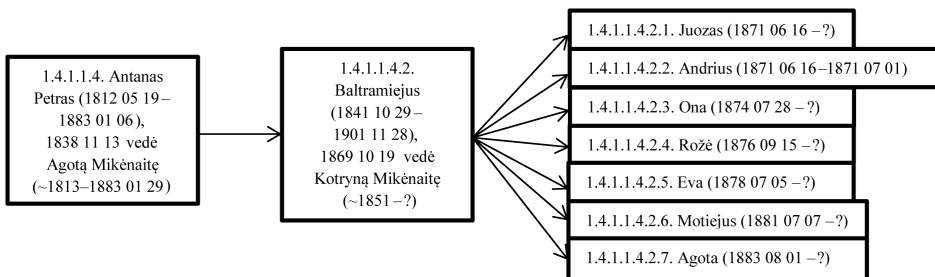 1.4.1.1.4. Antanas
Petras (1812 05 19 –
1883 01 06),
1838 11 13 vedė
Agotą Mikėnaitę
(~1813–1883 01 29)
1.4.1.1.4.2.
Baltramiejus
(1841 10 29 –
1901 11 28),
1869 10 19 vedė
Kotryną Mikėnaitę
(~1851 – ?)
1.4.1.1.4.2.1. Juozas (1871 06 16 – ?)
1.4.1.1.4.2.2. Andrius (1871 06 16–1871 07 01)
1.4.1.1.4.2.3. Ona (1874 07 28 – ?)
1.4.1.1.4.2.4. Rožė (1876 09 15 – ?)
1.4.1.1.4.2.5. Eva (1878 07 05 – ?)
1.4.1.1.4.2.6. Motiejus (1881 07 07 – ?)
1.4.1.1.4.2.7. Agota (1883 08 01 – ?)